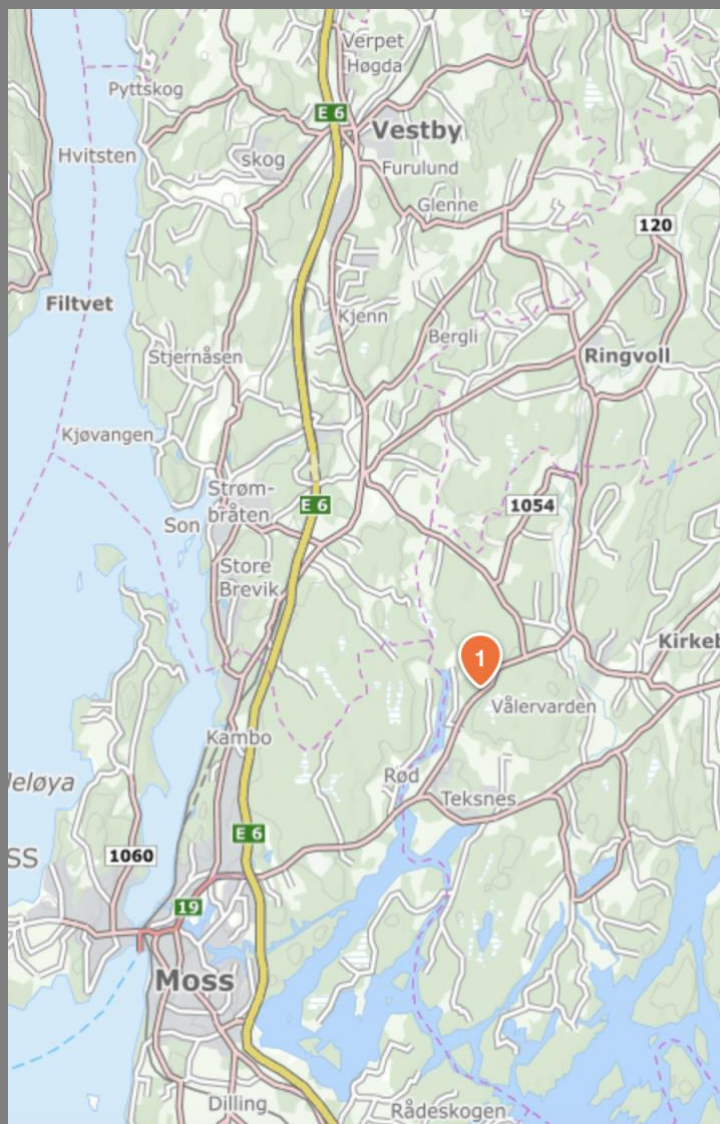 Verpet
Høgda
Pyttskog
E 6
Vestby
Hvitsten
skog
Furulund
Glenne
120
Filtvet
Kjenn
Bergli
Stjernåsen
Ringvoll
Kjøvangen
Strøm-
bråten
E 6
1054
Son
Store
Brevik
1
Kirkeb
Vålervarden
Kambo
Rød
Jeløya
Teksnes
E 6
SS
1060
19
Moss
Dilling
Rådeskogen